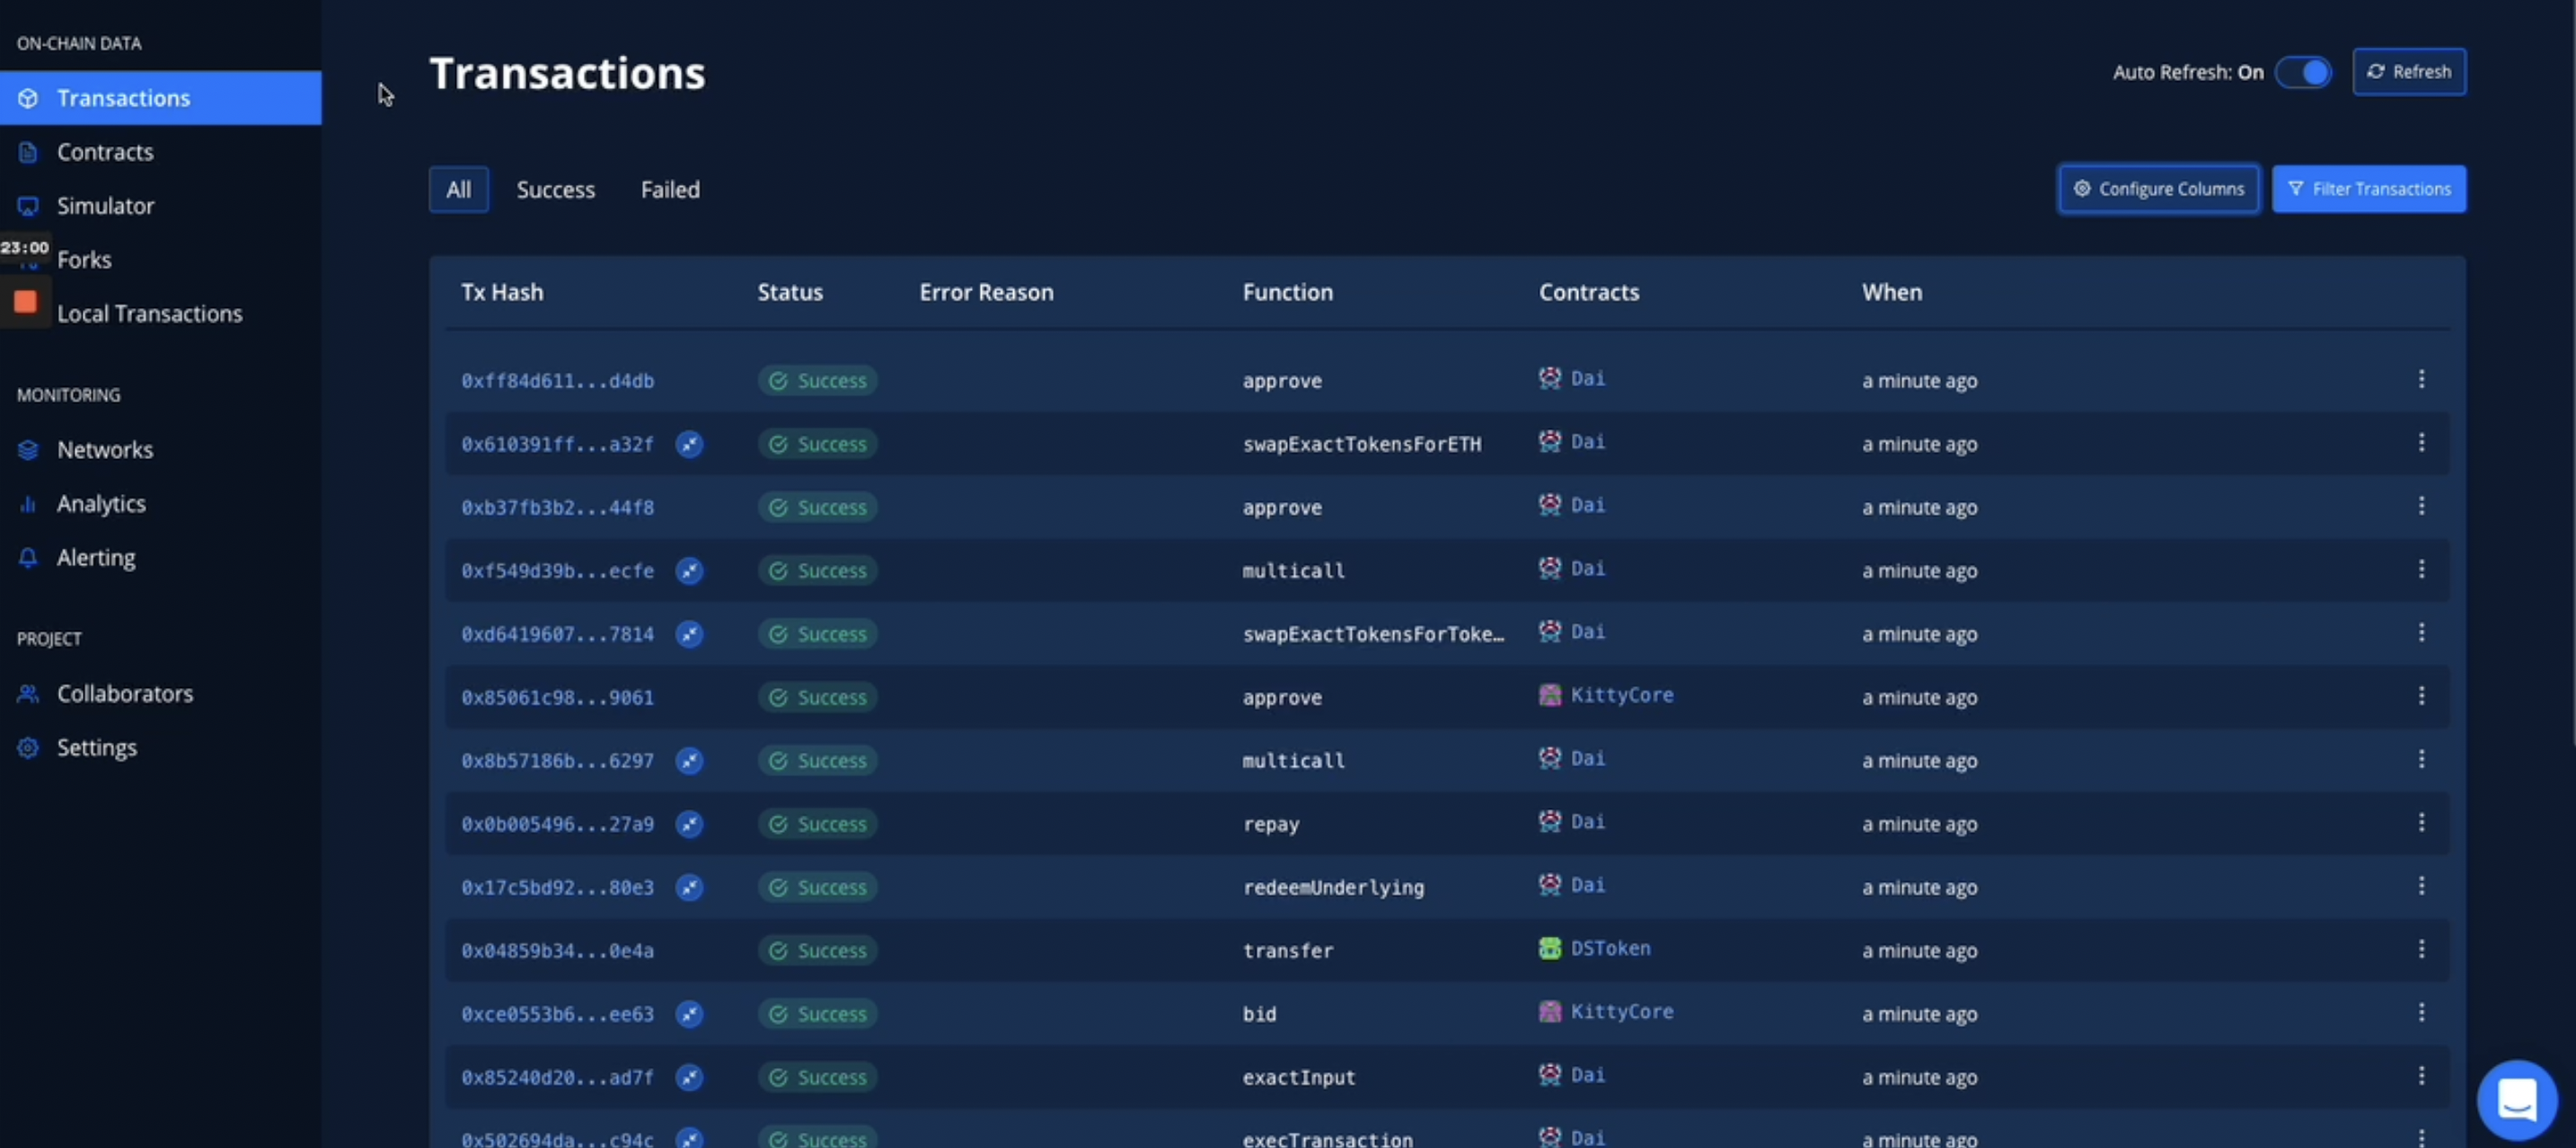 ON-CHAIN DATA
Transactions
Contracts
Simulator
23:00
Forks
Local Transactions
MONITORING
Networks
Analytics
Alerting
PROJECT
Collaborators
Settings
Transactions
Auto Refresh: On
Refresh
All Success Failed
Configure Columns
Filter Transactions
Tx Hash Status Error Reason Function Contracts When
0xff84d611...d4db Success approve Dai a minute ago
0x610391ff...a32f Success swapExactTokensForETH Dai a minute ago
0xb37fb3b2...44f8 Success approve Dai a minute ago
0xf549d39b...ecfe Success multicall Dai a minute ago
0xd6419607...7814 Success swapExactTokensForToke… Dai a minute ago
0x85061c98...9061 Success approve KittyCore a minute ago
0x8b57186b...6297 Success multicall Dai a minute ago
0x0b005496...27a9 Success repay Dai a minute ago
0x17c5bd92...80e3 Success redeemUnderlying Dai a minute ago
0x04859b34...0e4a Success transfer DSToken a minute ago
0xce0553b6...ee63 Success bid KittyCore a minute ago
0x85240d20...ad7f Success exactInput Dai a minute ago
0x502694da...c94c Success execTransaction Dai a minute ago